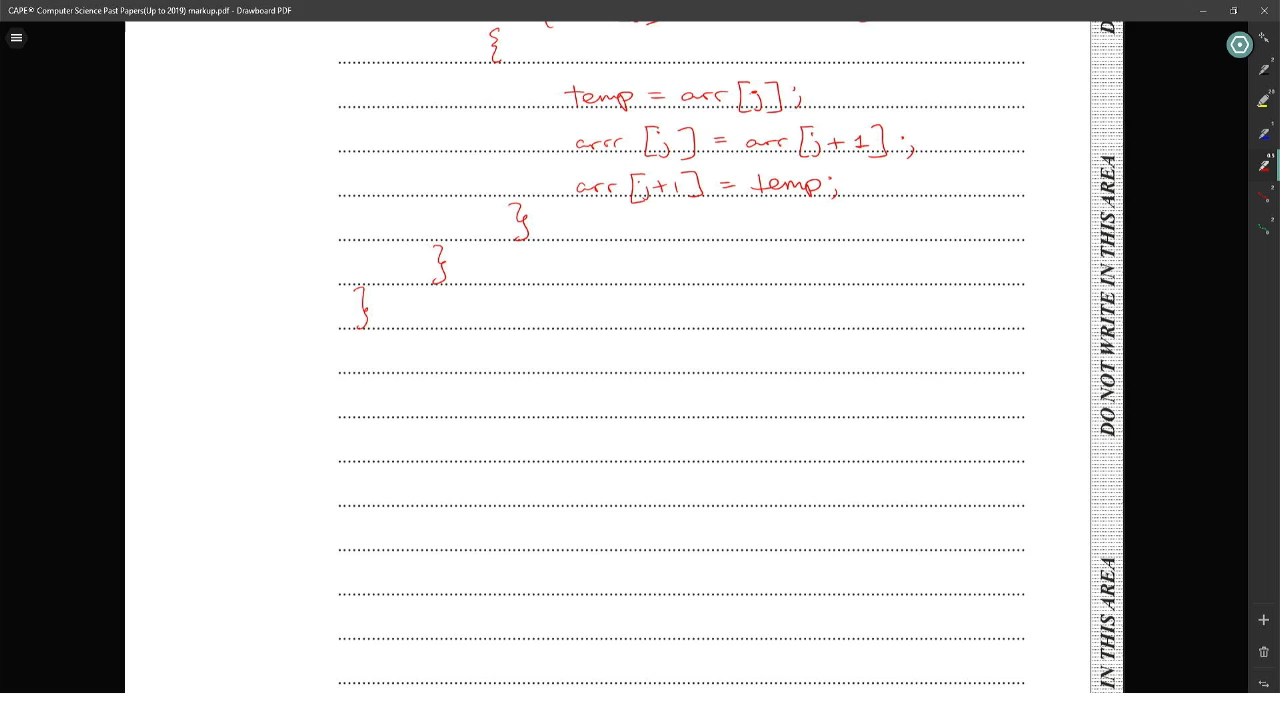 CAPE® Computer Science Past Papers(Up to 2019) markup.pdf - Drawboard PDF
{
temp = arr [j];
arr [j] = arr [j+1];
arr [j+1] = temp;
}
}
}
DO NOT WRITE IN THIS AREA
IN THIS AREA